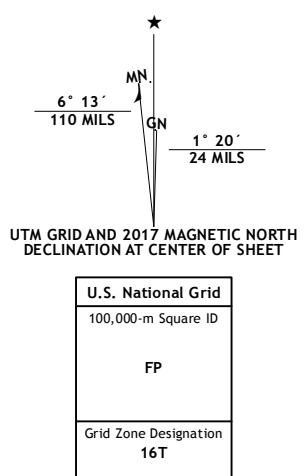 ★
MN
GN
6° 13´
110 MILS
1° 20´
24 MILS
UTM GRID AND 2017 MAGNETIC NORTH
DECLINATION AT CENTER OF SHEET
U.S. National Grid
100,000-m Square ID
FP
Grid Zone Designation
16T